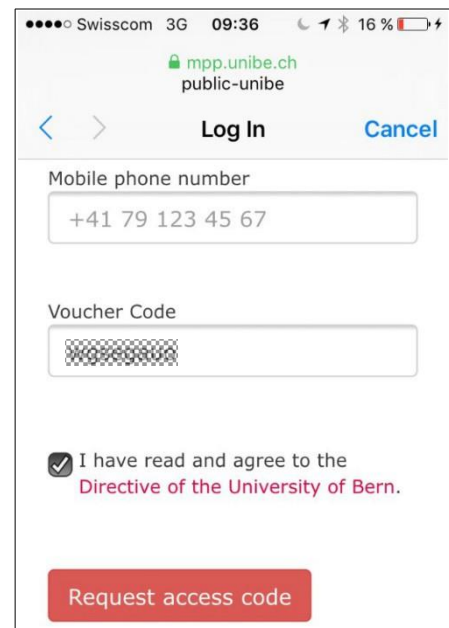 Swisscom 3G 09:36 16 %
mpp.unibe.ch
public-unibe
Log In Cancel
Mobile phone number
+41 79 123 45 67
Voucher Code
I have read and agree to the
Directive of the University of Bern.
Request access code